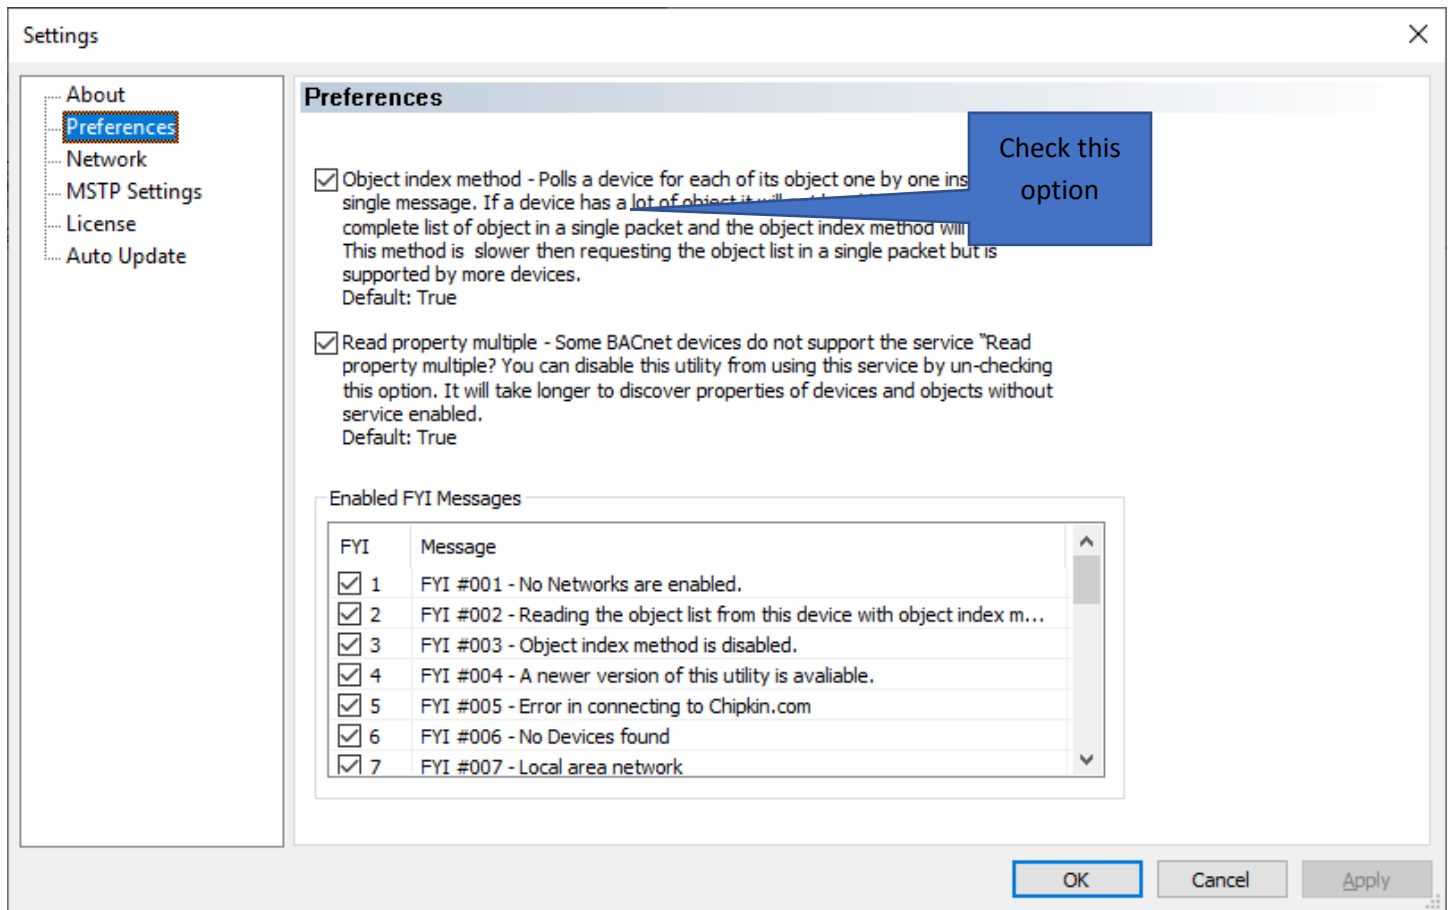 Settings
About
Preferences
Network
MSTP Settings
License
Auto Update
Preferences
Check this
option
Object index method - Polls a device for each of its object one by one
single message. If a device has a lot of object it will
complete list of object in a single packet and the object index method will
This method is slower then requesting the object list in a single packet but is
supported by more devices.
Default: True
Read property multiple - Some BACnet devices do not support the service "Read
property multiple? You can disable this utility from using this service by un-checking
this option. It will take longer to discover properties of devices and objects without
service enabled.
Default: True
Enabled FYI Messages
FYI Message
1 FYI #001 - No Networks are enabled.
2 FYI #002 - Reading the object list from this device with object index m...
3 FYI #003 - Object index method is disabled.
4 FYI #004 - A newer version of this utility is avaliable.
5 FYI #005 - Error in connecting to Chipkin.com
6 FYI #006 - No Devices found
7 FYI #007 - Local area network
OK Cancel Apply